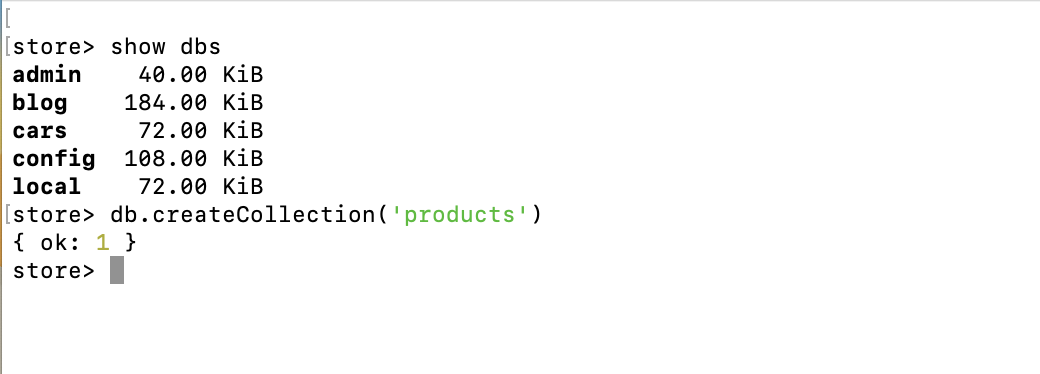 [
[store> show dbs
admin    40.00 KiB
blog    184.00 KiB
cars     72.00 KiB
config  108.00 KiB
local    72.00 KiB
[store> db.createCollection('products')
{ ok: 1 }
store>